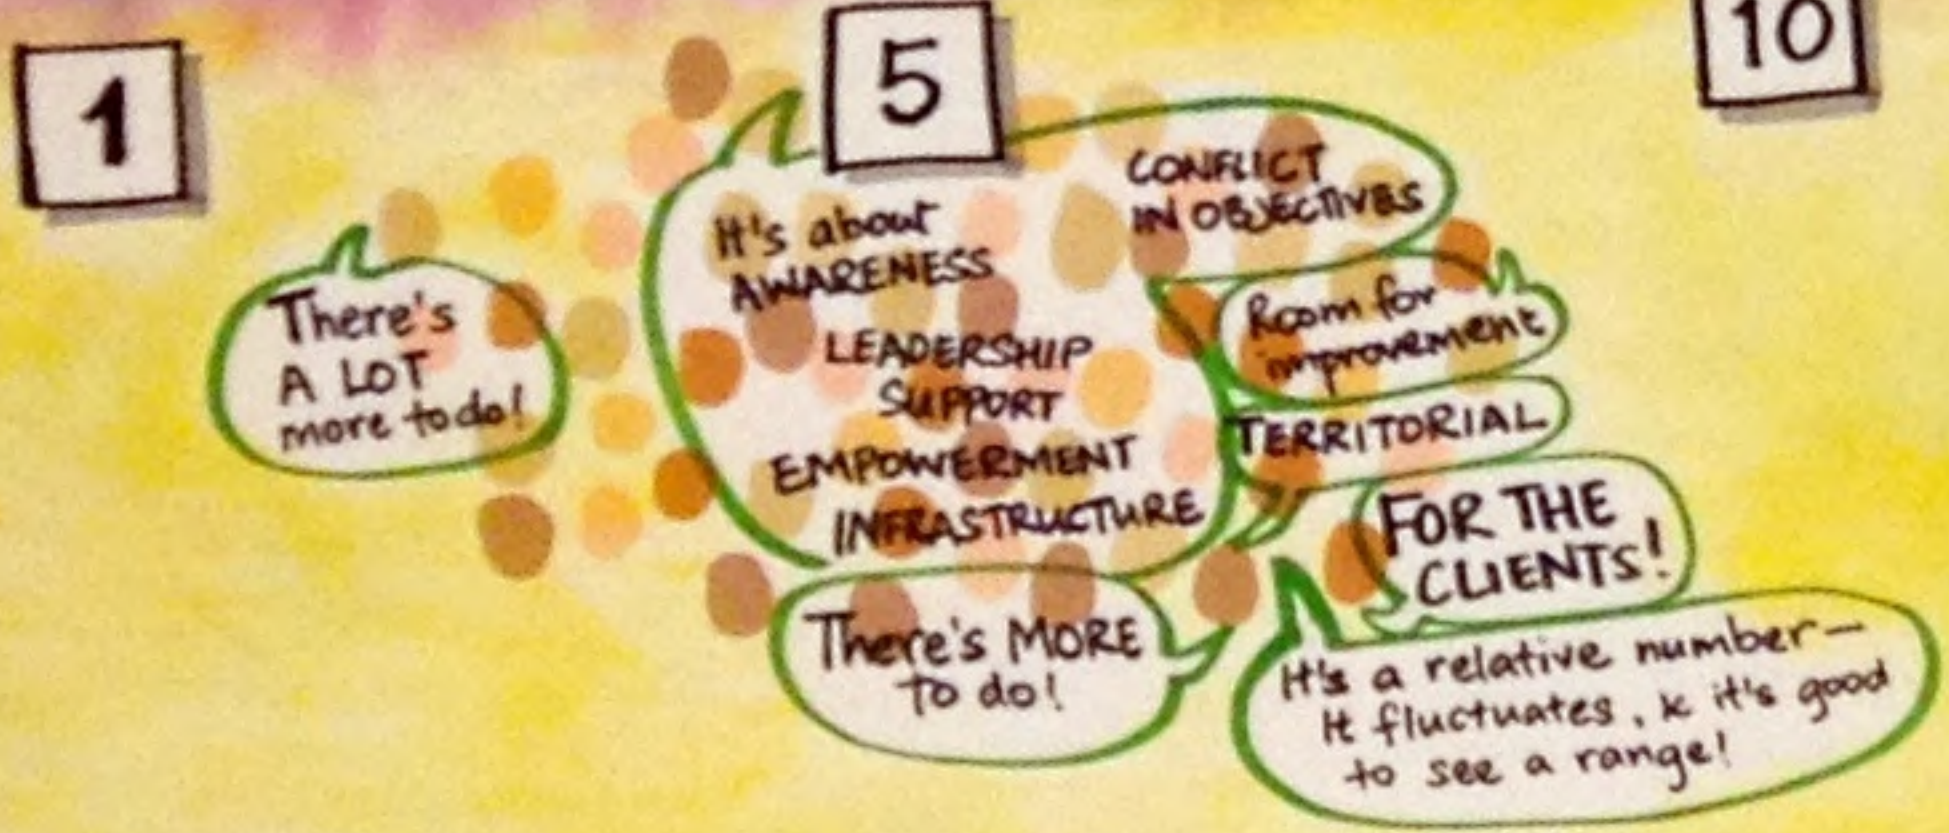 1
5
10
There's
A LOT
more to do!
It's about
AWARENESS
LEADERSHIP
SUPPORT
EMPOWERMENT
INFRASTRUCTURE
CONFLICT
IN OBJECTIVES
Room for
improvement
TERRITORIAL
FOR THE
CLIENTS!
There's MORE
to do!
It's a relative number—
It fluctuates, & it's good
to see a range!